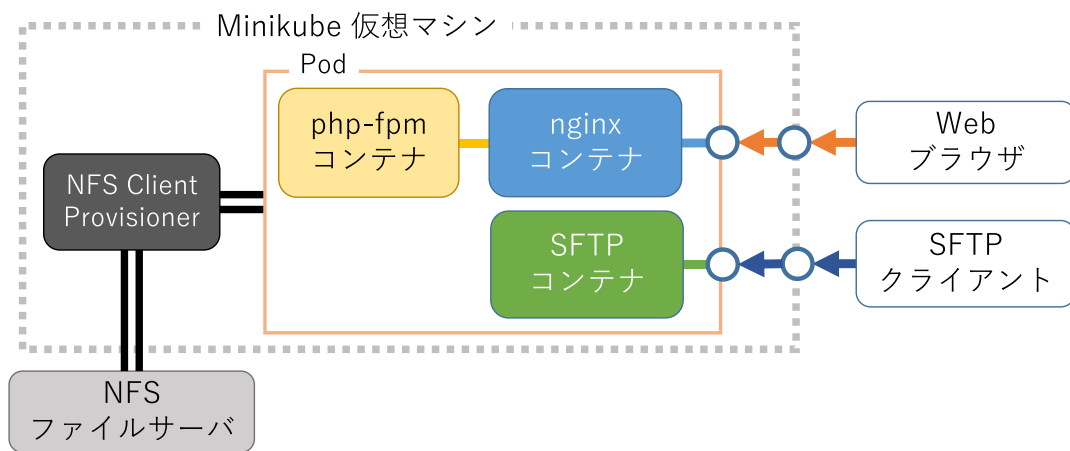 Minikube 仮想マシン
Pod
php-fpm
コンテナ
nginx
コンテナ
Web
ブラウザ
NFS Client
Provisioner
SFTP
コンテナ
SFTP
クライアント
NFS
ファイルサーバ